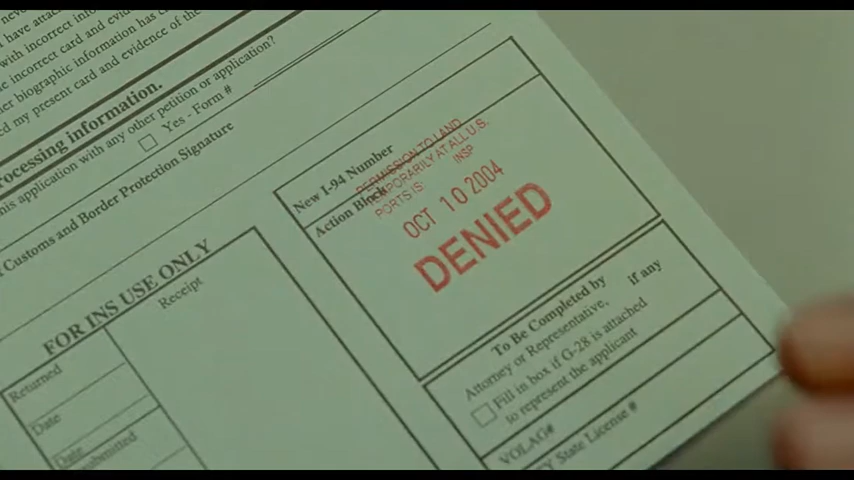 have attac
with incorrect info
incorrect card and evid
biographic information has c
my present card and evidence of the
rocessing information.
his application with any other petition or application?
Yes - Form #
Customs and Border Protection Signature
New I-94 Number
Action Block
PERMISSION TO LAND
TEMPORARILY AT ALL U.S.
PORTS IS: INSP
OCT 10 2004
DENIED
FOR INS USE ONLY
Receipt
Returned
Date
Date
submitted
To Be Completed by
Attorney or Representative, If any
Fill in box if G-28 is attached
to represent the applicant
VOLAG#
State License #